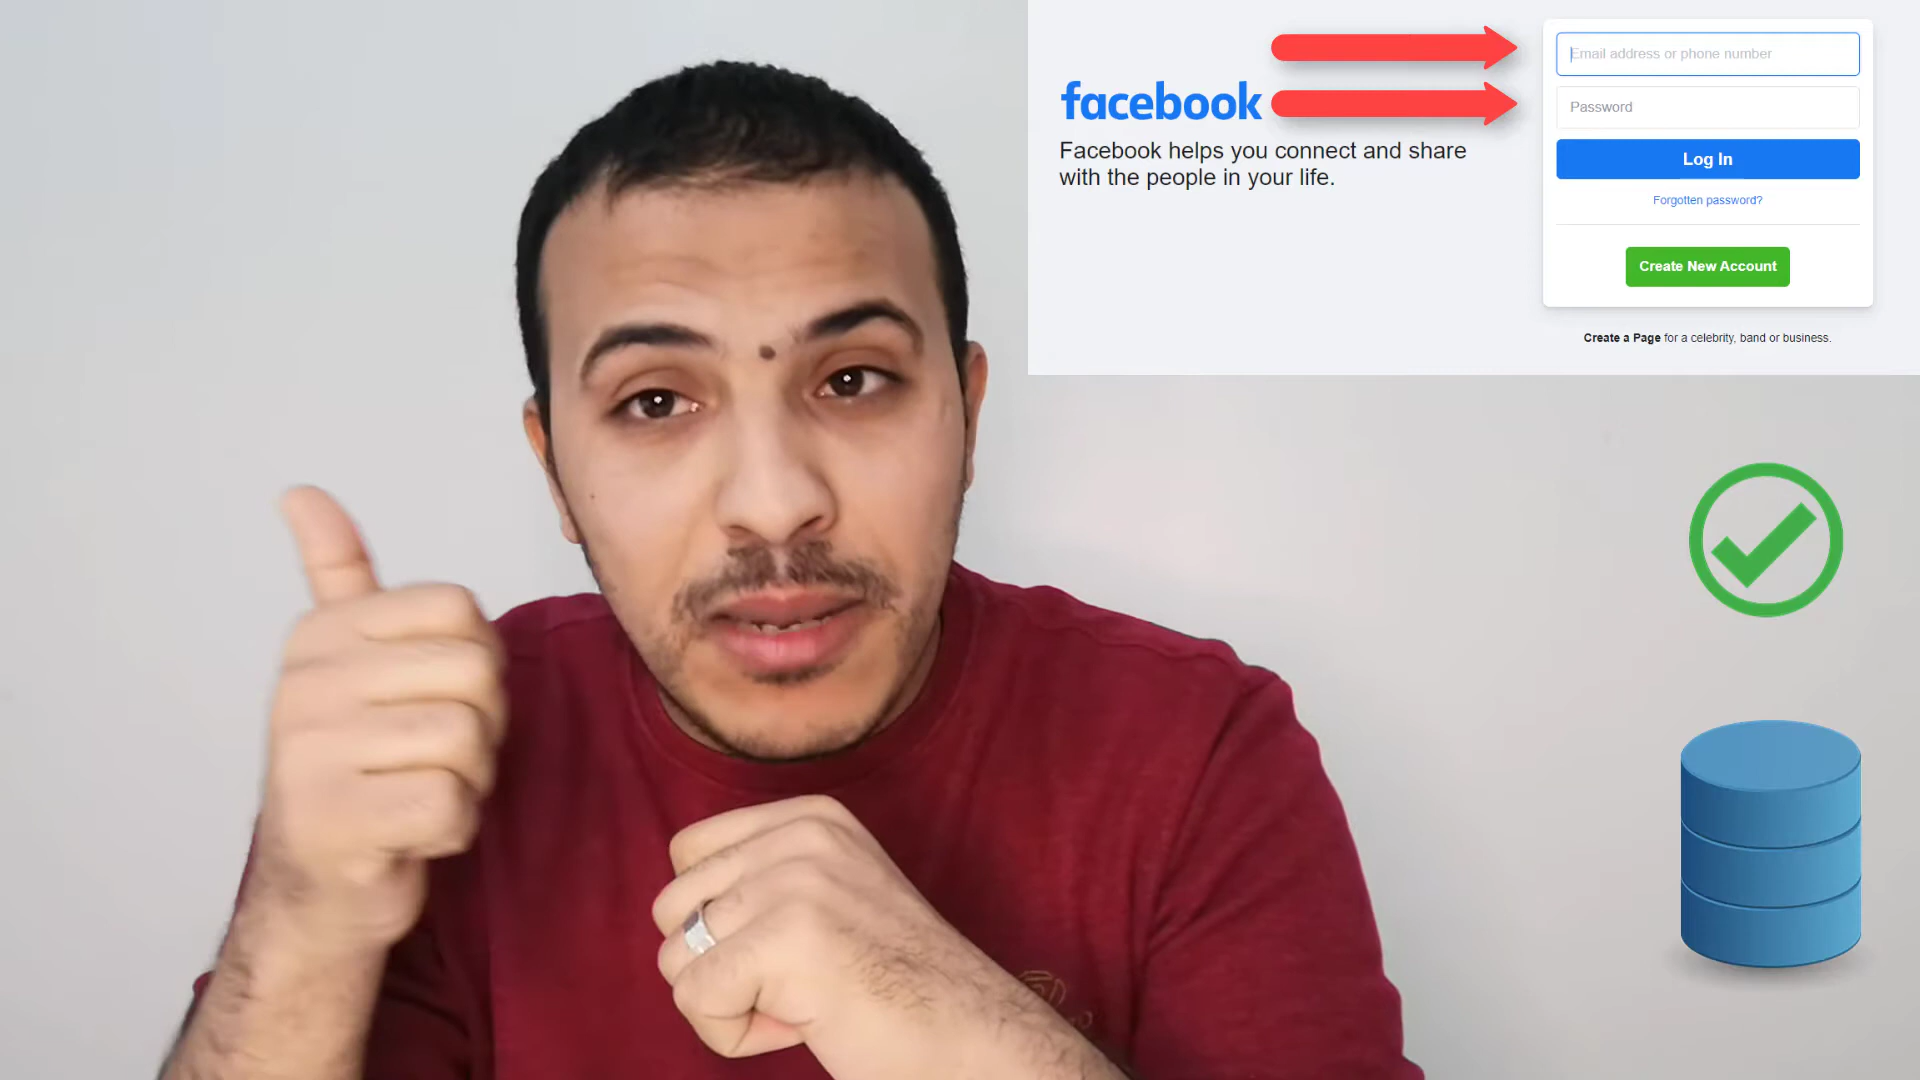 facebook
Facebook helps you connect and share
with the people in your life.
Email address or phone number
Password
Log In
Forgotten password?
Create New Account
Create a Page for a celebrity, band or business.